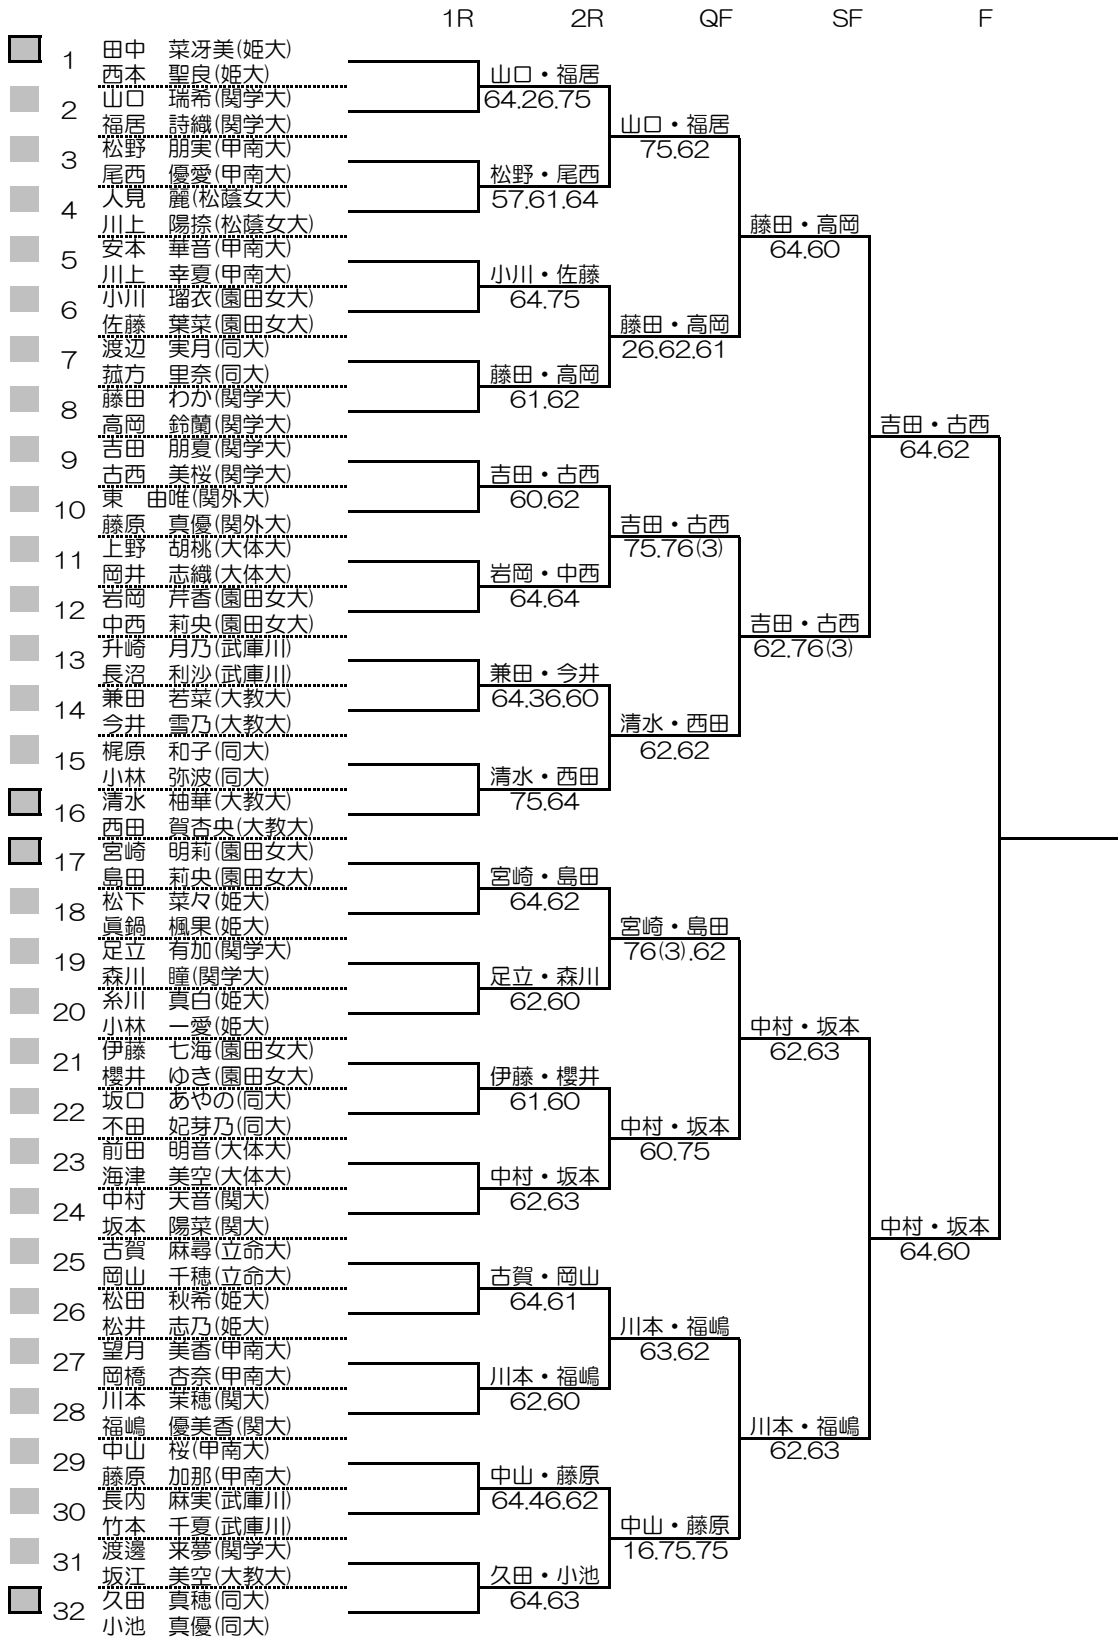 1R 2R QF SF F
1 田中 菜冴美(姫大)
西本 聖良(姫大)
2 山口 瑞希(関学大)
福居 詩織(関学大)
3 松野 朋実(甲南大)
尾西 優愛(甲南大)
4 人見 麗(松蔭女大)
川上 陽捺(松蔭女大)
5 安本 華音(甲南大)
川上 幸夏(甲南大)
6 小川 瑠衣(園田女大)
佐藤 葉菜(園田女大)
7 渡辺 実月(同大)
菰方 里奈(同大)
8 藤田 わか(関学大)
高岡 鈴蘭(関学大)
9 吉田 朋夏(関学大)
古西 美桜(関学大)
10 東 由唯(関外大)
藤原 真優(関外大)
11 上野 胡桃(大体大)
岡井 志織(大体大)
12 岩岡 芹香(園田女大)
中西 莉央(園田女大)
13 升崎 月乃(武庫川)
長沼 利沙(武庫川)
14 兼田 若菜(大教大)
今井 雪乃(大教大)
15 梶原 和子(同大)
小林 弥波(同大)
16 清水 柚華(大教大)
西田 賀杏央(大教大)
17 宮崎 明莉(園田女大)
島田 莉央(園田女大)
18 松下 菜々(姫大)
眞鍋 楓果(姫大)
19 足立 有加(関学大)
森川 瞳(関学大)
20 糸川 真白(姫大)
小林 一愛(姫大)
21 伊藤 七海(園田女大)
櫻井 ゆき(園田女大)
22 坂口 あやの(同大)
不田 妃芽乃(同大)
23 前田 明音(大体大)
海津 美空(大体大)
24 中村 天音(関大)
坂本 陽菜(関大)
25 古賀 麻尋(立命大)
岡山 千穂(立命大)
26 松田 秋希(姫大)
松井 志乃(姫大)
27 望月 美香(甲南大)
岡橋 杏奈(甲南大)
28 川本 茉穂(関大)
福嶋 優美香(関大)
29 中山 桜(甲南大)
藤原 加那(甲南大)
30 長内 麻実(武庫川)
竹本 千夏(武庫川)
31 渡邊 来夢(関学大)
坂江 美空(大教大)
32 久田 真穂(同大)
小池 真優(同大)
山口・福居
64.26.75
松野・尾西
57.61.64
小川・佐藤
64.75
藤田・高岡
61.62
吉田・古西
60.62
岩岡・中西
64.64
兼田・今井
64.36.60
清水・西田
75.64
宮崎・島田
64.62
足立・森川
62.60
伊藤・櫻井
61.60
中村・坂本
62.63
古賀・岡山
64.61
川本・福嶋
62.60
中山・藤原
64.46.62
久田・小池
64.63
山口・福居
75.62
藤田・高岡
26.62.61
吉田・古西
75.76(3)
清水・西田
62.62
宮崎・島田
76(3).62
中村・坂本
60.75
川本・福嶋
63.62
中山・藤原
16.75.75
藤田・高岡
64.60
吉田・古西
62.76(3)
中村・坂本
62.63
川本・福嶋
62.63
吉田・古西
64.62
中村・坂本
64.60